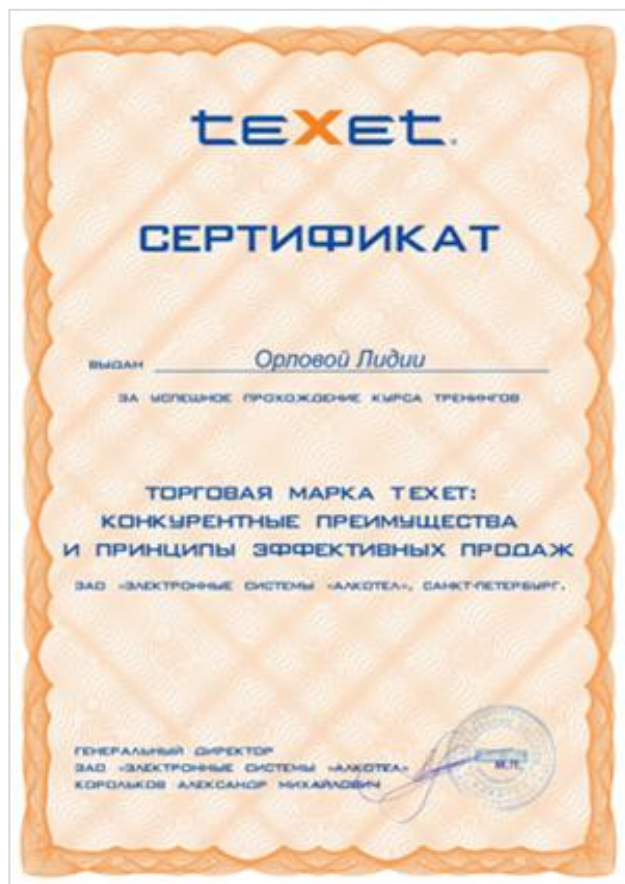 teXet
СЕРТИФИКАТ
ВЫДАН Орловой Лидии
ЗА УСПЕШНОЕ ПРОХОЖДЕНИЕ КУРСА ТРЕНИНГОВ
ТОРГОВАЯ МАРКА TEXET:
КОНКУРЕНТНЫЕ ПРЕИМУЩЕСТВА
И ПРИНЦИПЫ ЭФФЕКТИВНЫХ ПРОДАЖ
ЗАО «ЭЛЕКТРОННЫЕ СИСТЕМЫ «АЛКОТЕЛ», САНКТ-ПЕТЕРБУРГ.
ГЕНЕРАЛЬНЫЙ ДИРЕКТОР
ЗАО «ЭЛЕКТРОННЫЕ СИСТЕМЫ «АЛКОТЕЛ»
КОРОЛЬКОВ АЛЕКСАНДР МИХАЙЛОВИЧ
М.П.